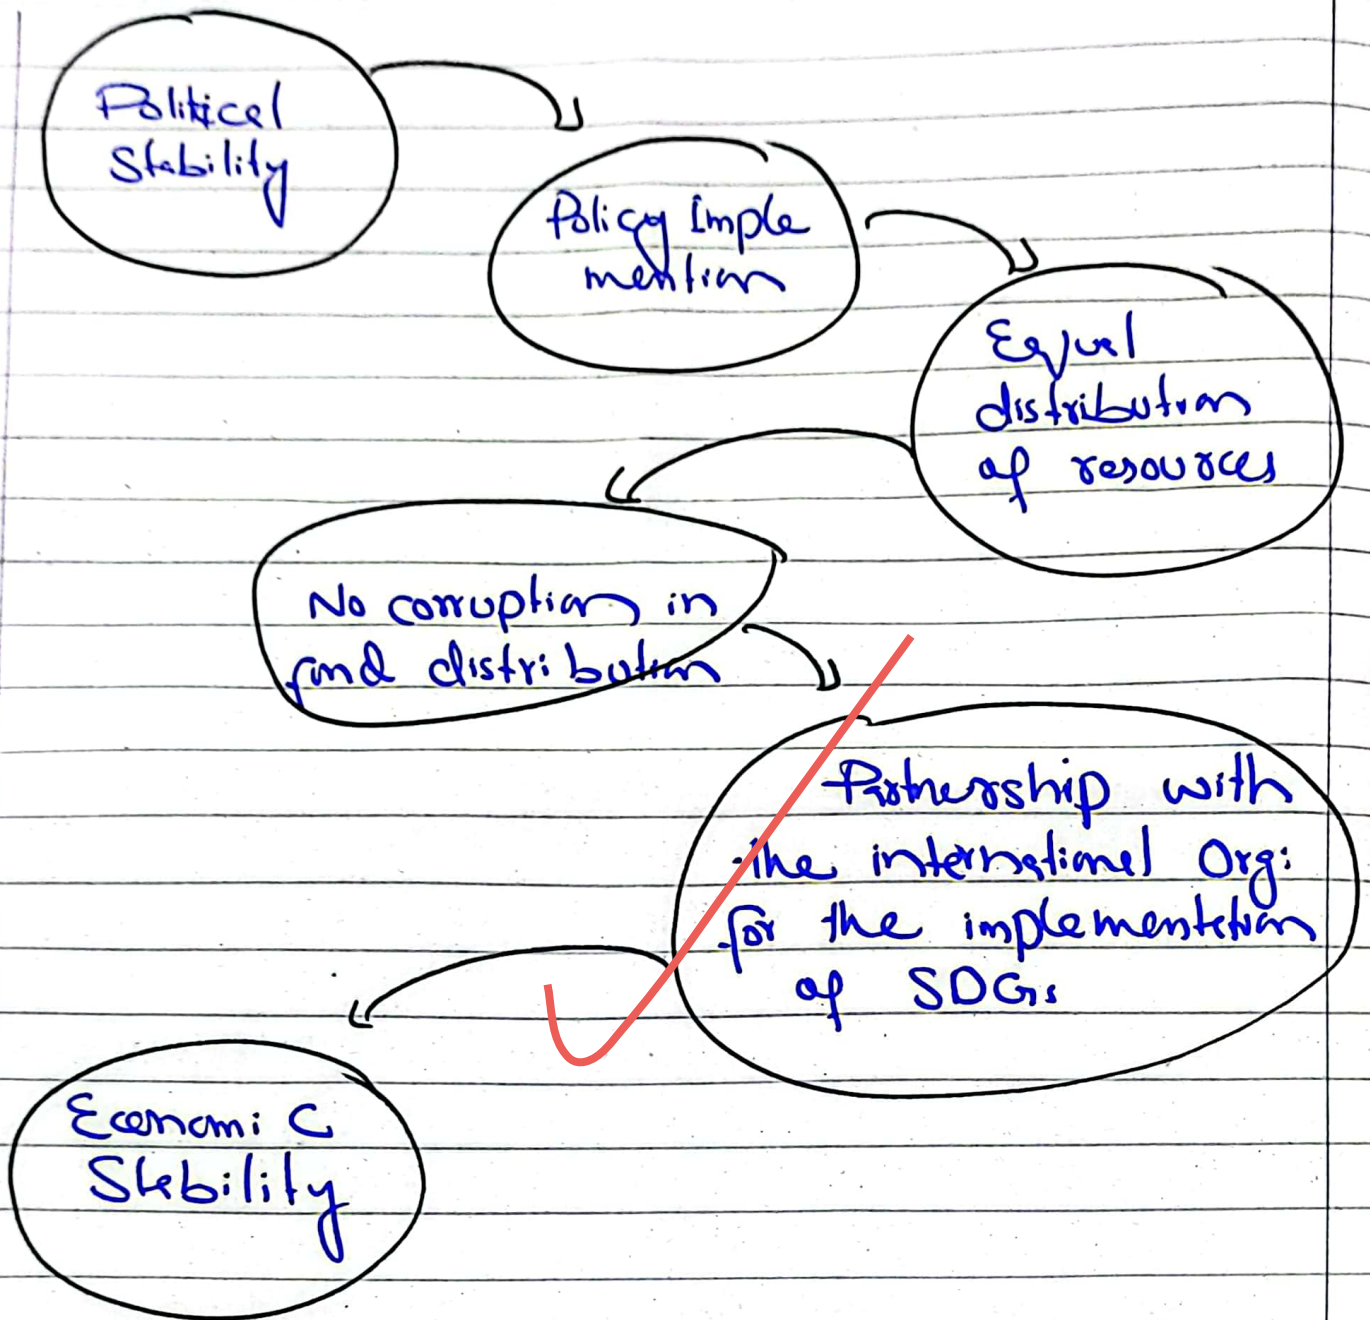 Political
Stability
Policy Imple
mention
Equal
distribution
of resources
No corruption in
fund distribution
Partnership with
the international Org:
for the implementation
of SDGs
Economic
Stability